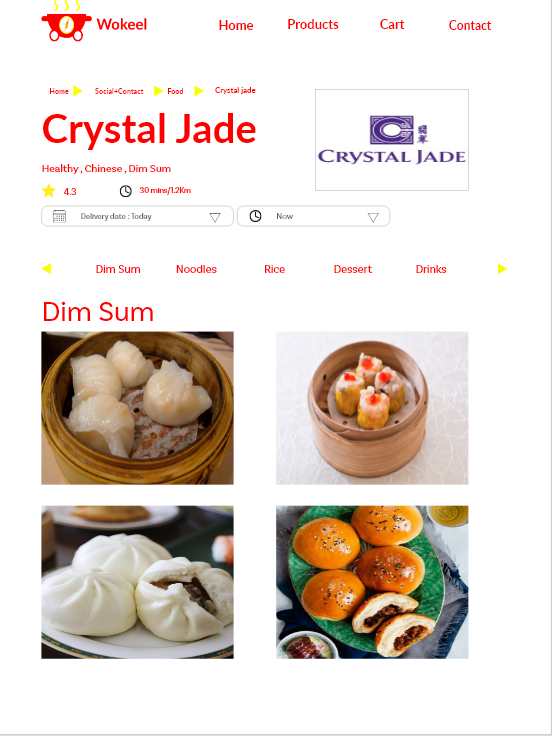 Wokeel
Home Products Cart Contact
Home Social+Contact Food Crystal jade
Crystal Jade
CRYSTAL JADE
Healthy , Chinese , Dim Sum
4.3 30 mins/1.2Km
Delivery date : Today Now
Dim Sum Noodles Rice Dessert Drinks
Dim Sum